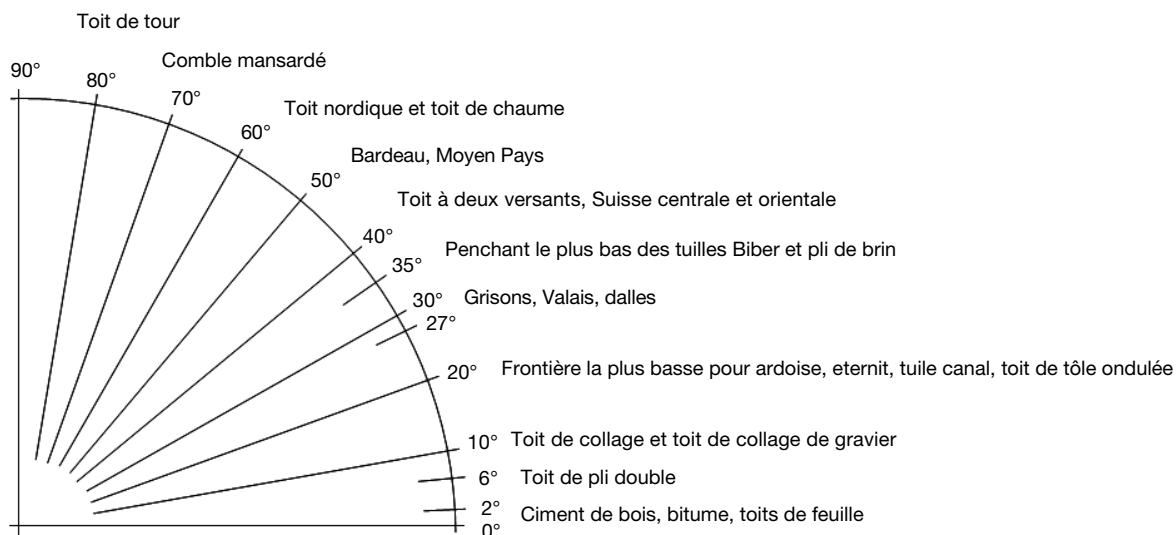 Toit de tour
90°
80°
Comble mansardé
70°
Toit nordique et toit de chaume
60°
Bardeau, Moyen Pays
50°
Toit à deux versants, Suisse centrale et orientale
40°
Penchant le plus bas des tuiles Biber et pli de brin
35°
30° Grisons, Valais, dalles
27°
20° Frontière la plus basse pour ardoise, eternit, tuile canal, toit de tôle ondulée
10° Toit de collage et toit de collage de gravier
6° Toit de pli double
2° Ciment de bois, bitume, toits de feuille
0°